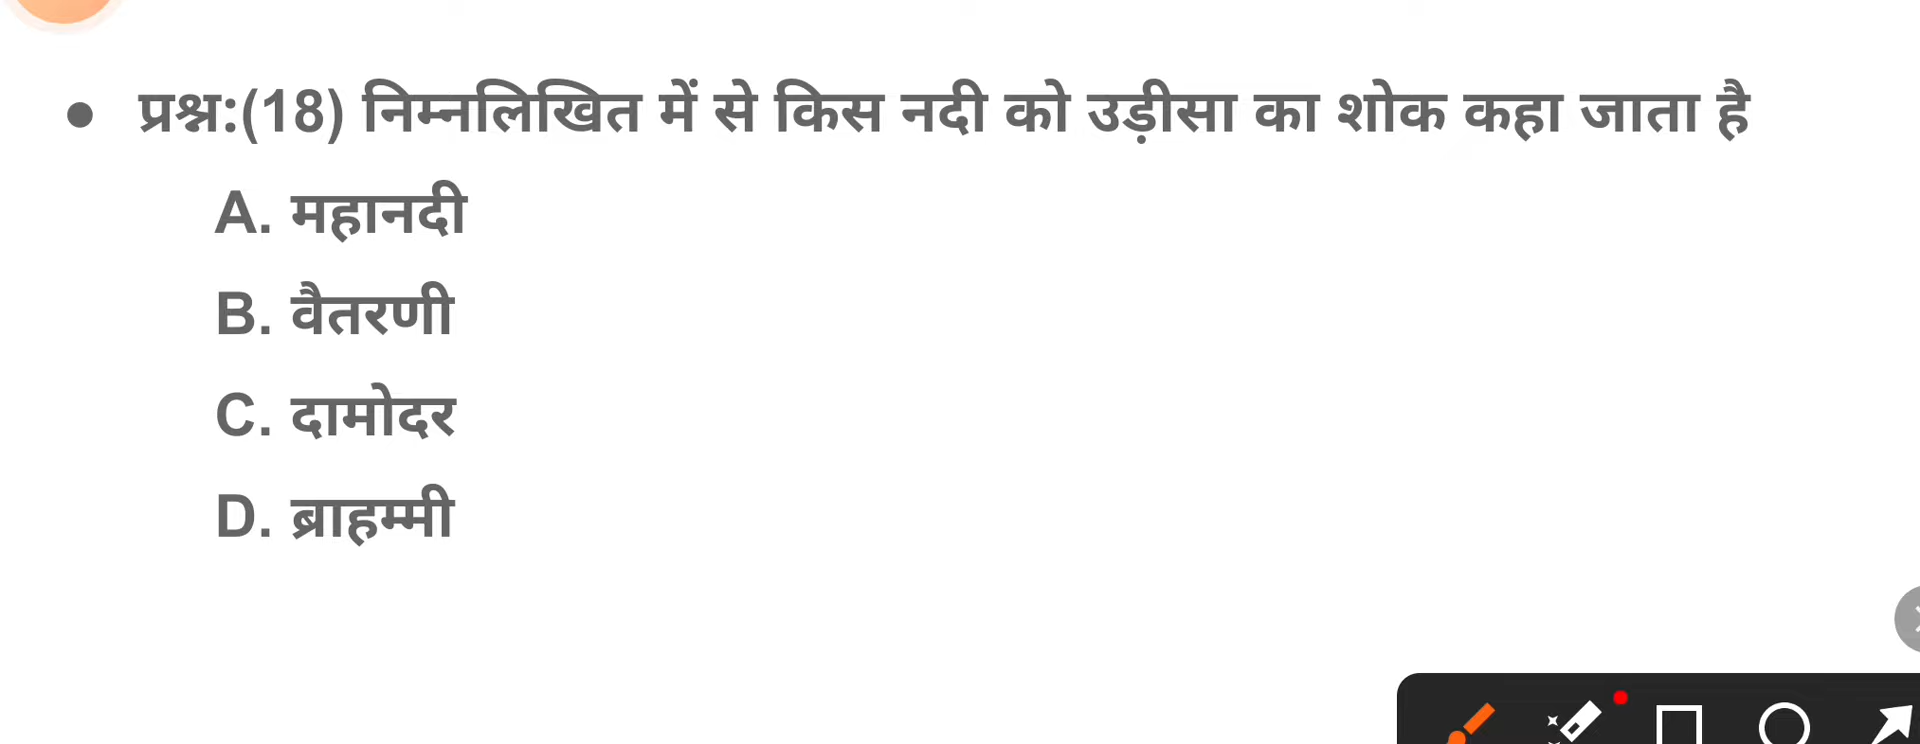 • प्रश्न:(18) निम्नलिखित में से किस नदी को उड़ीसा का शोक कहा जाता है
A. महानदी
B. वैतरणी
C. दामोदर
D. ब्राहम्मी